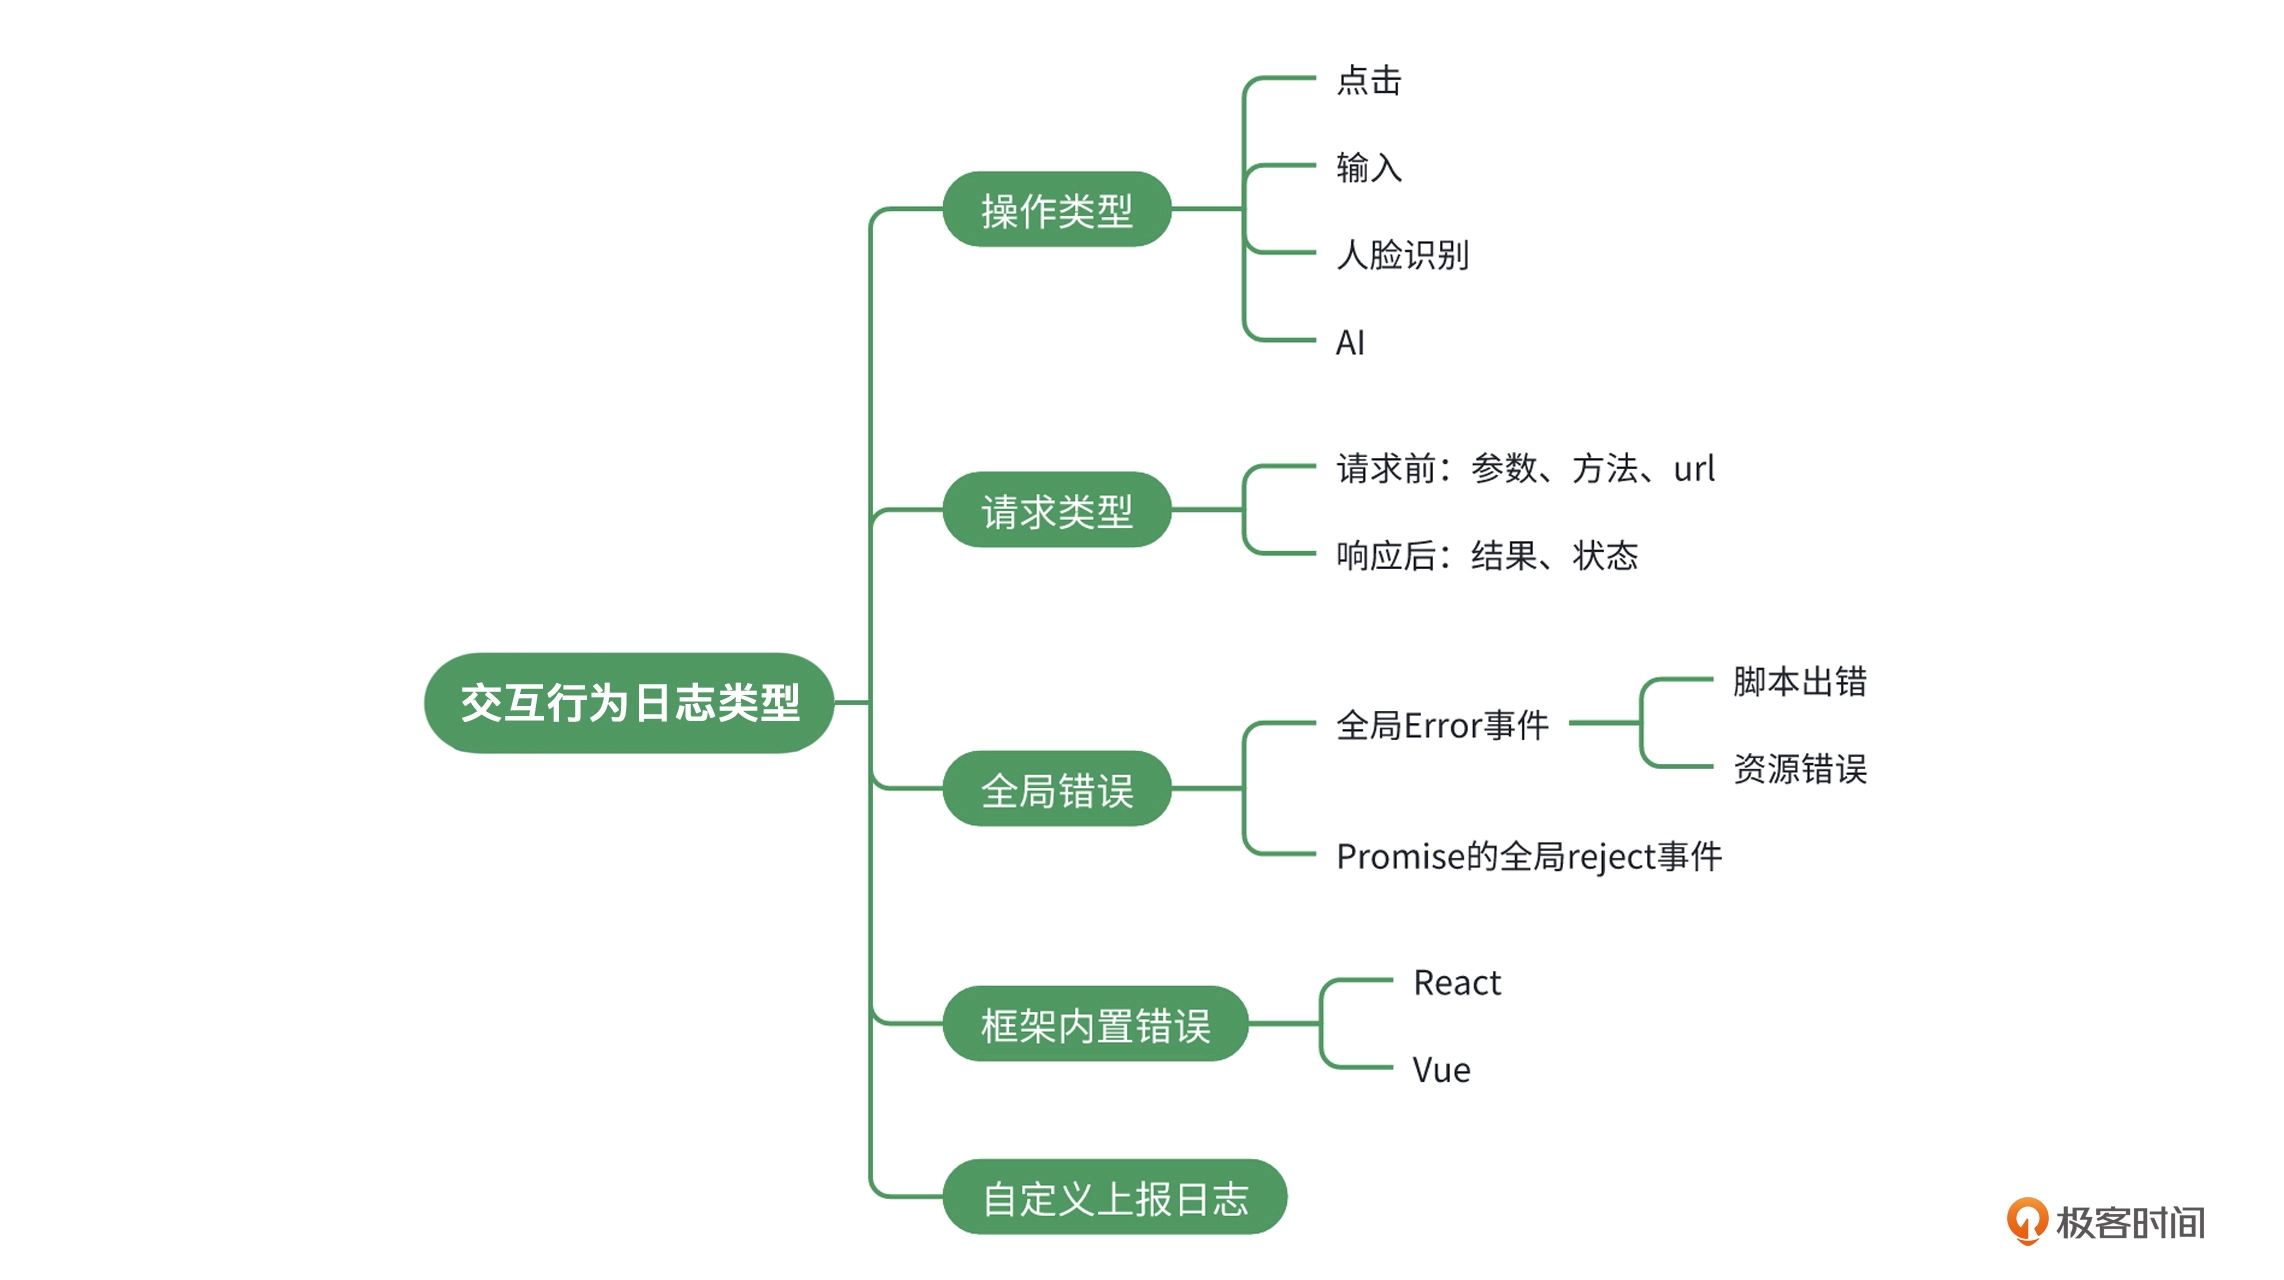 交互行为日志类型
操作类型
点击
输入
人脸识别
AI
请求类型
请求前：参数、方法、url
响应后：结果、状态
全局错误
全局Error事件
脚本出错
资源错误
Promise的全局reject事件
框架内置错误
React
Vue
自定义上报日志
极客时间